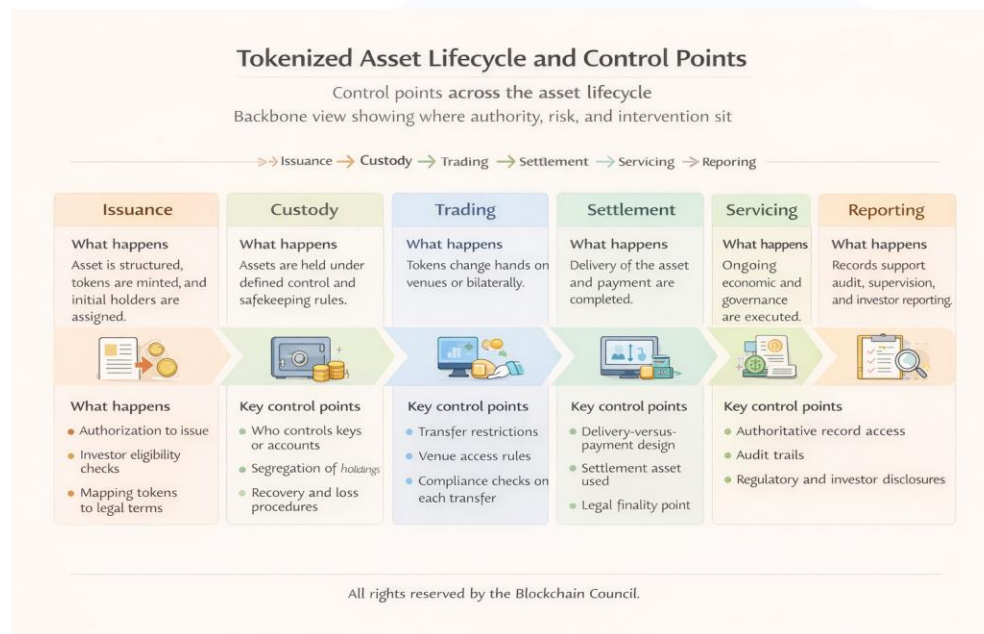 Tokenized Asset Lifecycle and Control Points
Control points across the asset lifecycle
Backbone view showing where authority, risk, and intervention sit
Issuance → Custody → Trading → Settlement → Servicing → Reporing
Issuance
What happens
Asset is structured,
tokens are minted, and
initial holders are
assigned.
What happens
Authorization to issue
Investor eligibility
checks
Mapping tokens
to legal terms
Custody
What happens
Assets are held under
defined control and
safekeeping rules.
Key control points
Who controls keys
or accounts
Segregation of holdings
Recovery and loss
procedures
Trading
What happens
Tokens change hands on
venues or bilaterally.
Key control points
Transfer restrictions
Venue access rules
Compliance checks on
each transfer
Settlement
What happens
Delivery of the asset
and payment are
completed.
Key control points
Delivery-versus-
payment design
Settlement asset
used
Legal finality point
Servicing
What happens
Ongoing
economic and
governance
are executed.
Reporting
What happens
Records support
audit, supervision,
and investor reporting.
Key control points
Authoritative record access
Audit trails
Regulatory and investor disclosures
All rights reserved by the Blockchain Council.